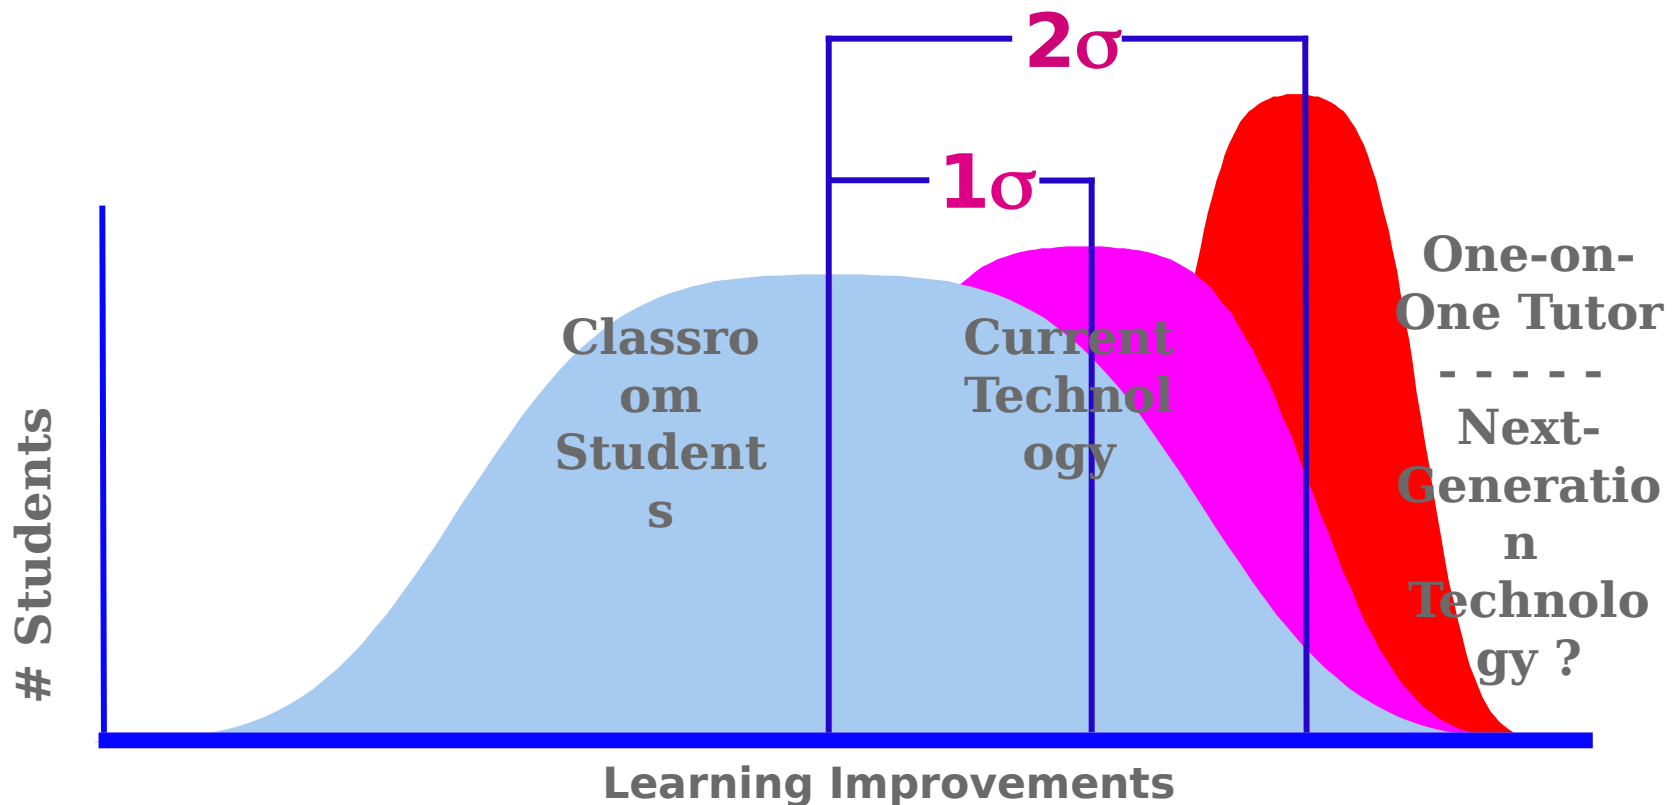 2σ
1σ
Classro
om
Student
s
Current
Technol
ogy
One-on-
One Tutor
- - - - -
Next-
Generatio
n
Technolo
gy ?
# Students
Learning Improvements